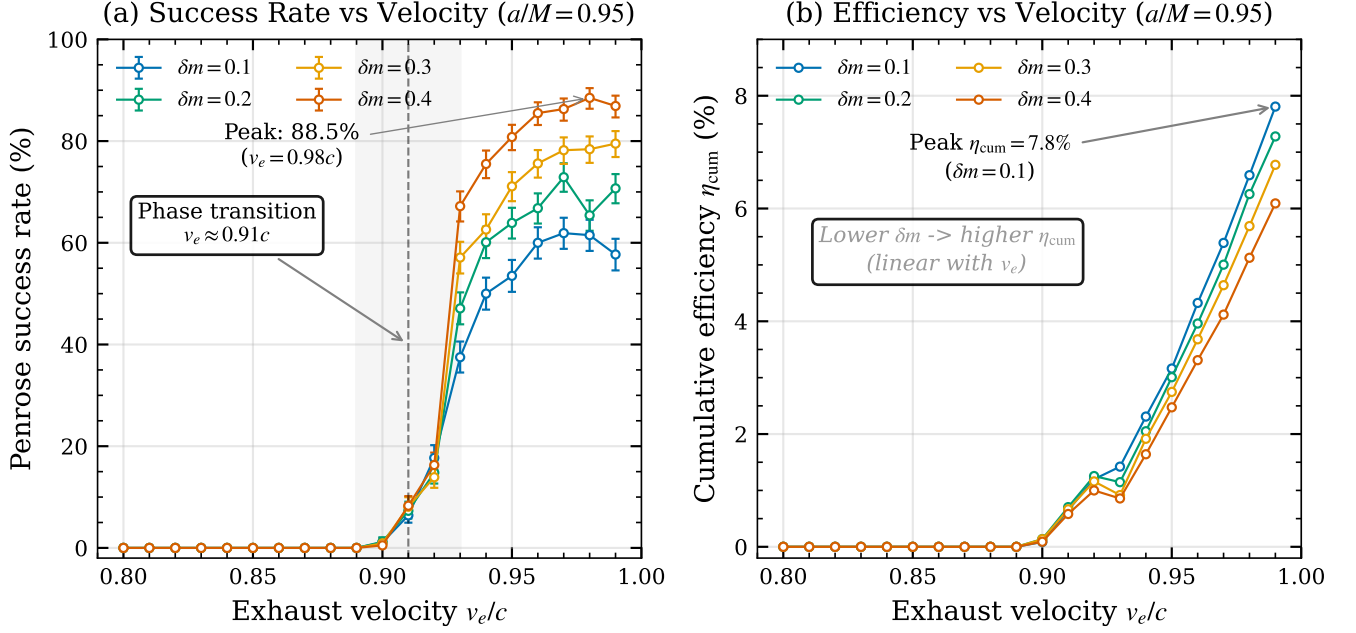 (a) Success Rate vs Velocity (a/M = 0.95)
δm = 0.1
δm = 0.2
δm = 0.3
δm = 0.4
Peak: 88.5%
(vₑ = 0.98c)
Phase transition
vₑ ≈ 0.91c
Penrose success rate (%)
100
80
60
40
20
0
0.80
0.85
0.90
0.95
1.00
Exhaust velocity vₑ/c
(b) Efficiency vs Velocity (a/M = 0.95)
δm = 0.1
δm = 0.2
δm = 0.3
δm = 0.4
Peak η_cum = 7.8%
(δm = 0.1)
Lower δm -> higher η_cum
(linear with vₑ)
Cumulative efficiency η_cum (%)
8
6
4
2
0
0.80
0.85
0.90
0.95
1.00
Exhaust velocity vₑ/c